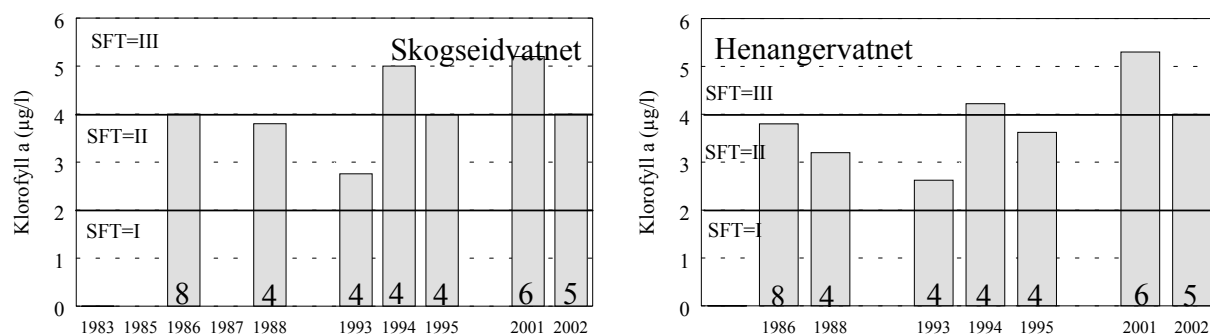 Skogseidvatnet
Klorofyll a (µg/l)
6
5
4
3
2
1
0
SFT=III
SFT=II
SFT=I
8 4 4 4 4 6 5
1983 1985 1986 1987 1988 1993 1994 1995 2001 2002
Henangervatnet
Klorofyll a (µg/l)
6
5
4
3
2
1
0
SFT=III
SFT=II
SFT=I
8 4 4 4 4 6 5
1986 1988 1993 1994 1995 2001 2002